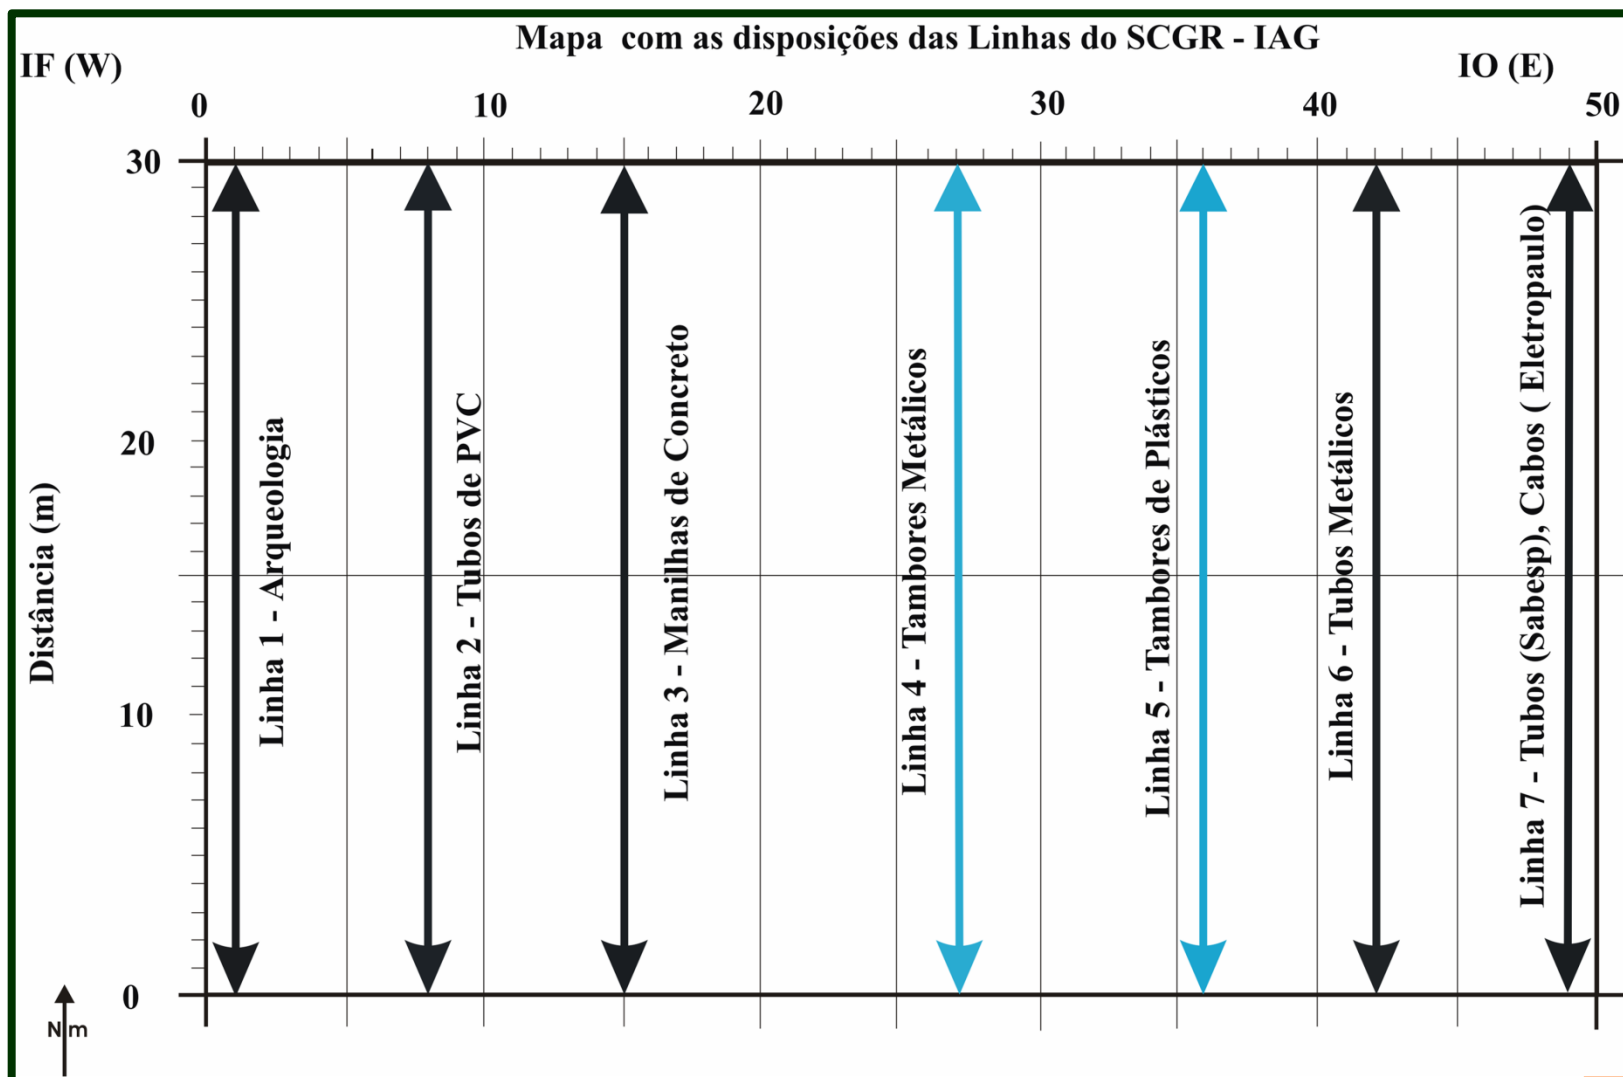 Mapa com as disposições das Linhas do SCGR - IAG
IF (W)
IO (E)
0
10
20
30
40
50
30
20
10
0
Distância (m)
Linha 1 - Arqueologia
Linha 2 - Tubos de PVC
Linha 3 - Manilhas de Concreto
Linha 4 - Tambores Metálicos
Linha 5 - Tambores de Plásticos
Linha 6 - Tubos Metálicos
Linha 7 - Tubos (Sabesp), Cabos ( Eletropaulo)
Nm